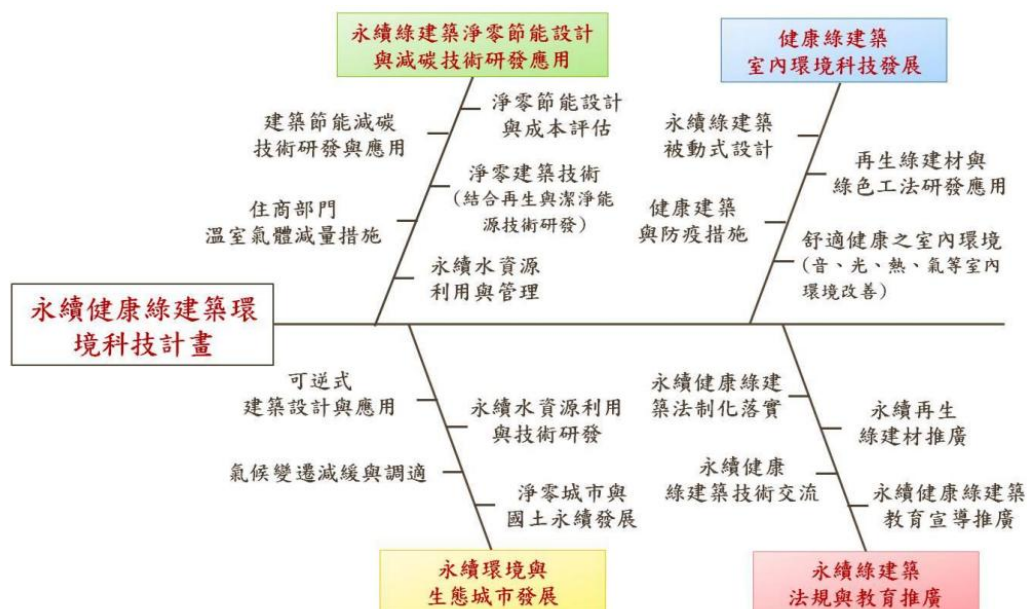 永續綠建築淨零節能設計
與減碳技術研發應用
建築節能減碳
技術研發與應用
淨零節能設計
與成本評估
淨零建築技術
(結合再生與潔淨能
源技術研發)
住商部門
溫室氣體減量措施
永續水資源
利用與管理
健康綠建築
室內環境科技發展
永續綠建築
被動式設計
再生綠建材與
綠色工法研發應用
健康建築
與防疫措施
舒適健康之室內環境
(音、光、熱、氣等室內
環境改善)
永續健康綠建築環
境科技計畫
可逆式
建築設計與應用
永續水資源利用
與技術研發
氣候變遷減緩與調適
淨零城市與
國土永續發展
永續環境與
生態城市發展
永續健康綠建
築法制化落實
永續再生
綠建材推廣
永續健康
綠建築技術交流
永續健康綠建築
教育宣導推廣
永續綠建築
法規與教育推廣